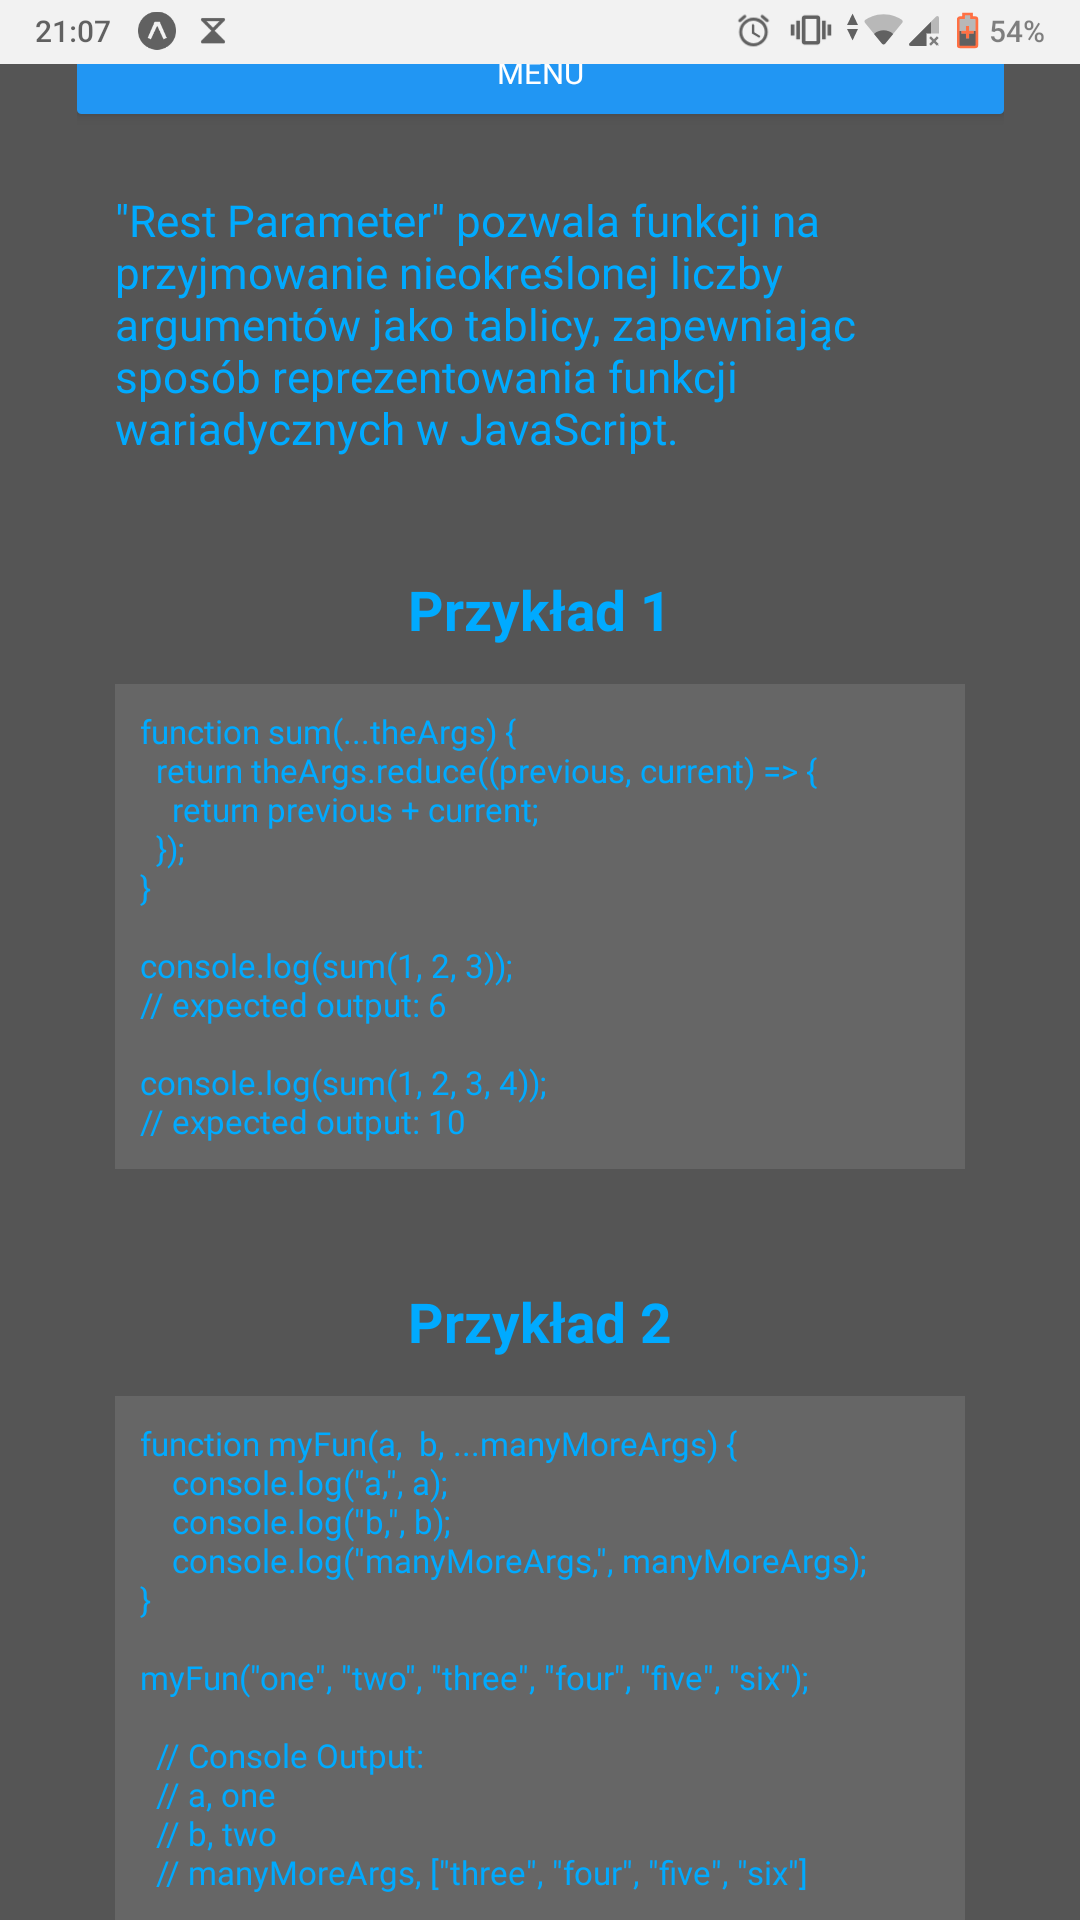 21:07
54%
MENU
"Rest Parameter" pozwala funkcji na
przyjmowanie nieokreślonej liczby
argumentów jako tablicy, zapewniając
sposób reprezentowania funkcji
wariadycznych w JavaScript.
Przykład 1
function sum(...theArgs) {
  return theArgs.reduce((previous, current) => {
    return previous + current;
  });
}
console.log(sum(1, 2, 3));
// expected output: 6
console.log(sum(1, 2, 3, 4));
// expected output: 10
Przykład 2
function myFun(a,  b, ...manyMoreArgs) {
    console.log("a,", a);
    console.log("b,", b);
    console.log("manyMoreArgs,", manyMoreArgs);
}
myFun("one", "two", "three", "four", "five", "six");
  // Console Output:
  // a, one
  // b, two
  // manyMoreArgs, ["three", "four", "five", "six"]